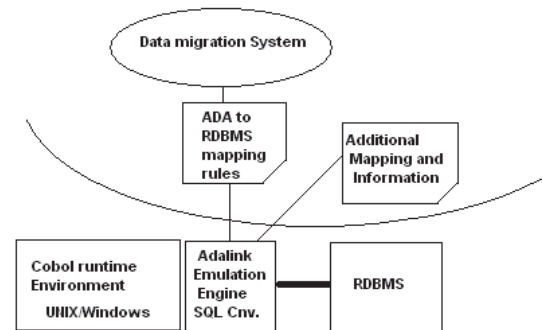 Data migration System
ADA to
RDBMS
mapping
rules
Additional
Mapping and
Information
Cobol runtime
Environment
UNIX/Windows
Adalink
Emulation
Engine
SQL Cnv.
RDBMS